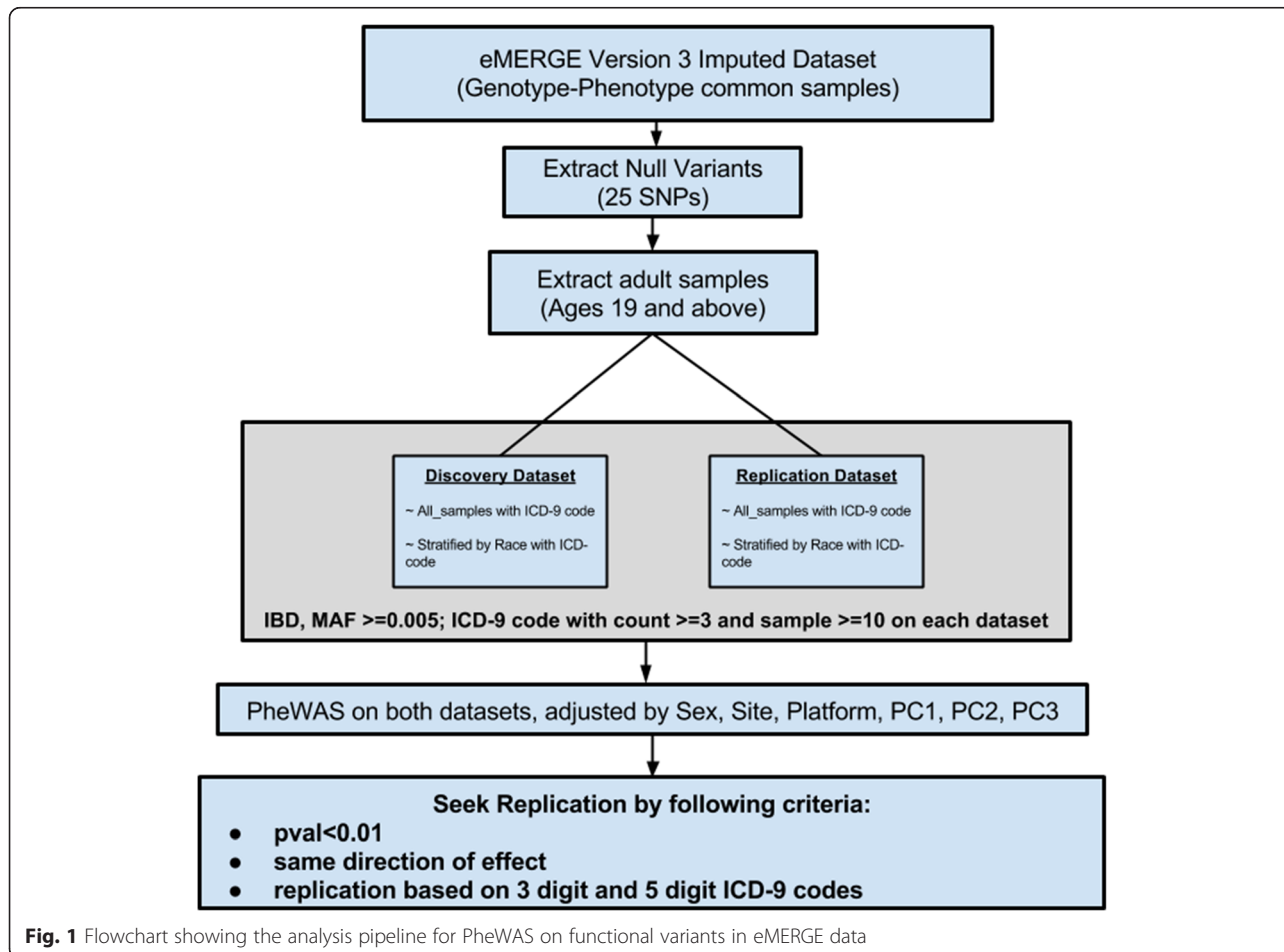 eMERGE Version 3 Imputed Dataset
(Genotype-Phenotype common samples)
Extract Null Variants
(25 SNPs)
Extract adult samples
(Ages 19 and above)
Discovery Dataset
~ All_samples with ICD-9 code
~ Stratified by Race with ICD-
code
Replication Dataset
~ All_samples with ICD-9 code
~ Stratified by Race with ICD-
code
IBD, MAF >=0.005; ICD-9 code with count >=3 and sample >=10 on each dataset
PheWAS on both datasets, adjusted by Sex, Site, Platform, PC1, PC2, PC3
Seek Replication by following criteria:
● pval<0.01
● same direction of effect
● replication based on 3 digit and 5 digit ICD-9 codes
Fig. 1 Flowchart showing the analysis pipeline for PheWAS on functional variants in eMERGE data